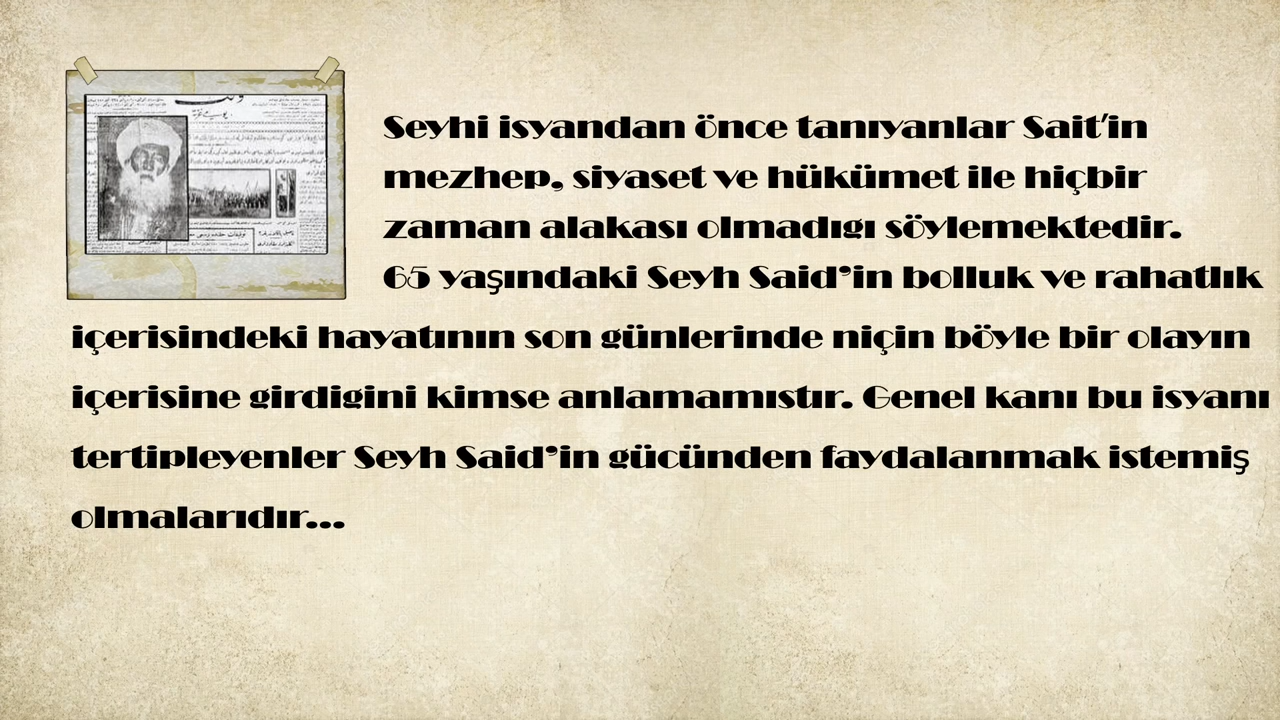 Seyhi isyandan önce tanıyanlar Sait'in
mezhep, siyaset ve hükümet ile hiçbir
zaman alakası olmadıgı söylemektedir.
65 yaşındaki Seyh Said’in bolluk ve rahatlık
içerisindeki hayatının son günlerinde niçin böyle bir olayın
içerisine girdigini kimse anlamamıstır. Genel kanı bu isyanı
tertipleyenler Seyh Said’in gücünden faydalanmak istemiş
olmalarıdır...